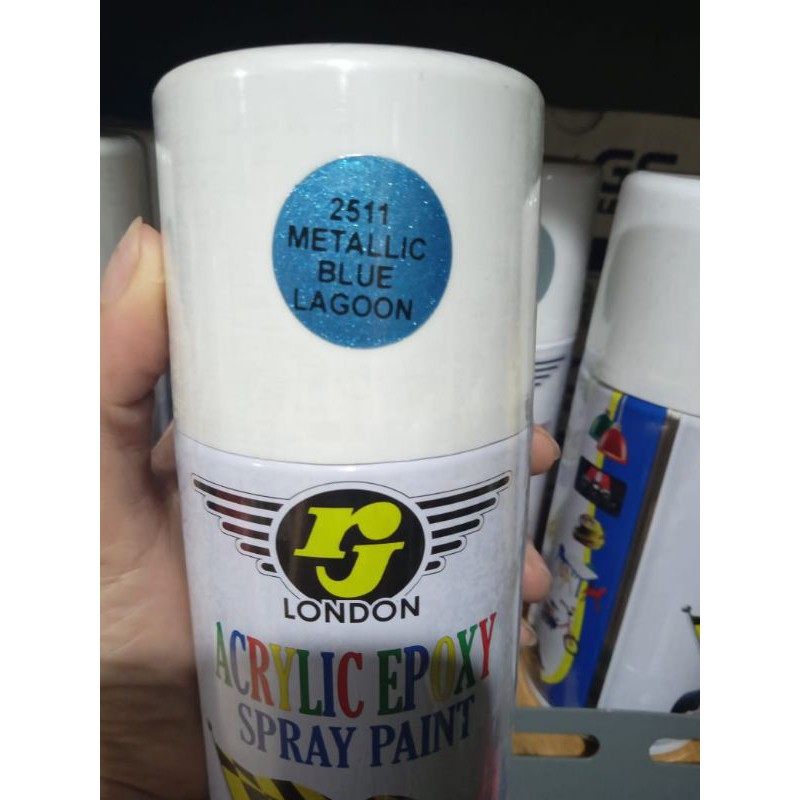 2511
METALLIC
BLUE
LAGOON
rj
LONDON
ACRYLIC EPOXY
SPRAY PAINT